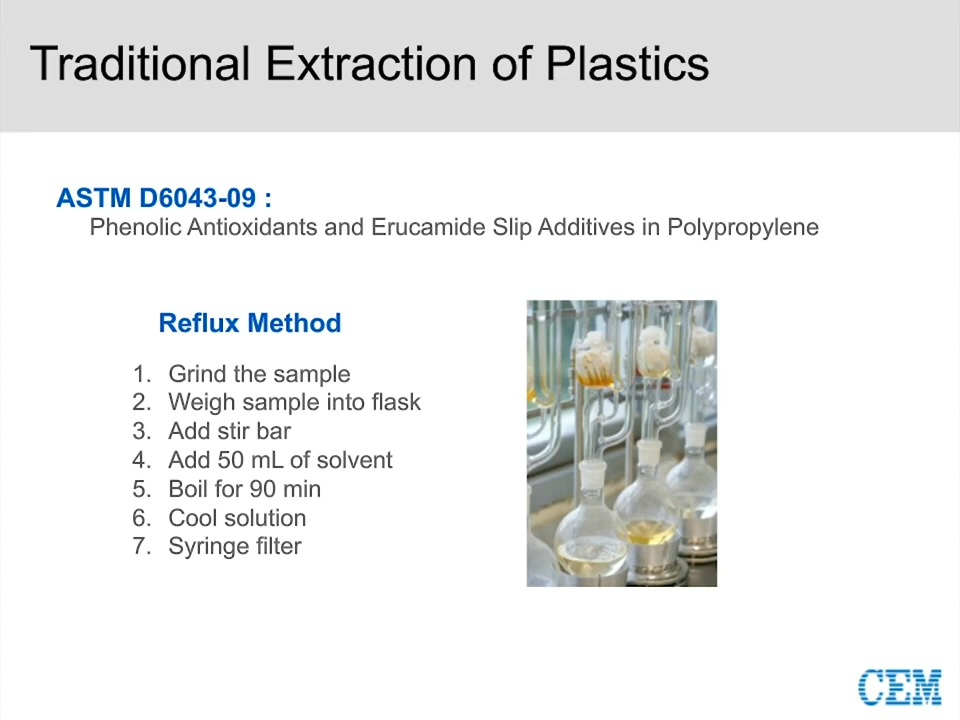 Traditional Extraction of Plastics
ASTM D6043-09 :
Phenolic Antioxidants and Erucamide Slip Additives in Polypropylene
Reflux Method
1. Grind the sample
2. Weigh sample into flask
3. Add stir bar
4. Add 50 mL of solvent
5. Boil for 90 min
6. Cool solution
7. Syringe filter
CEM